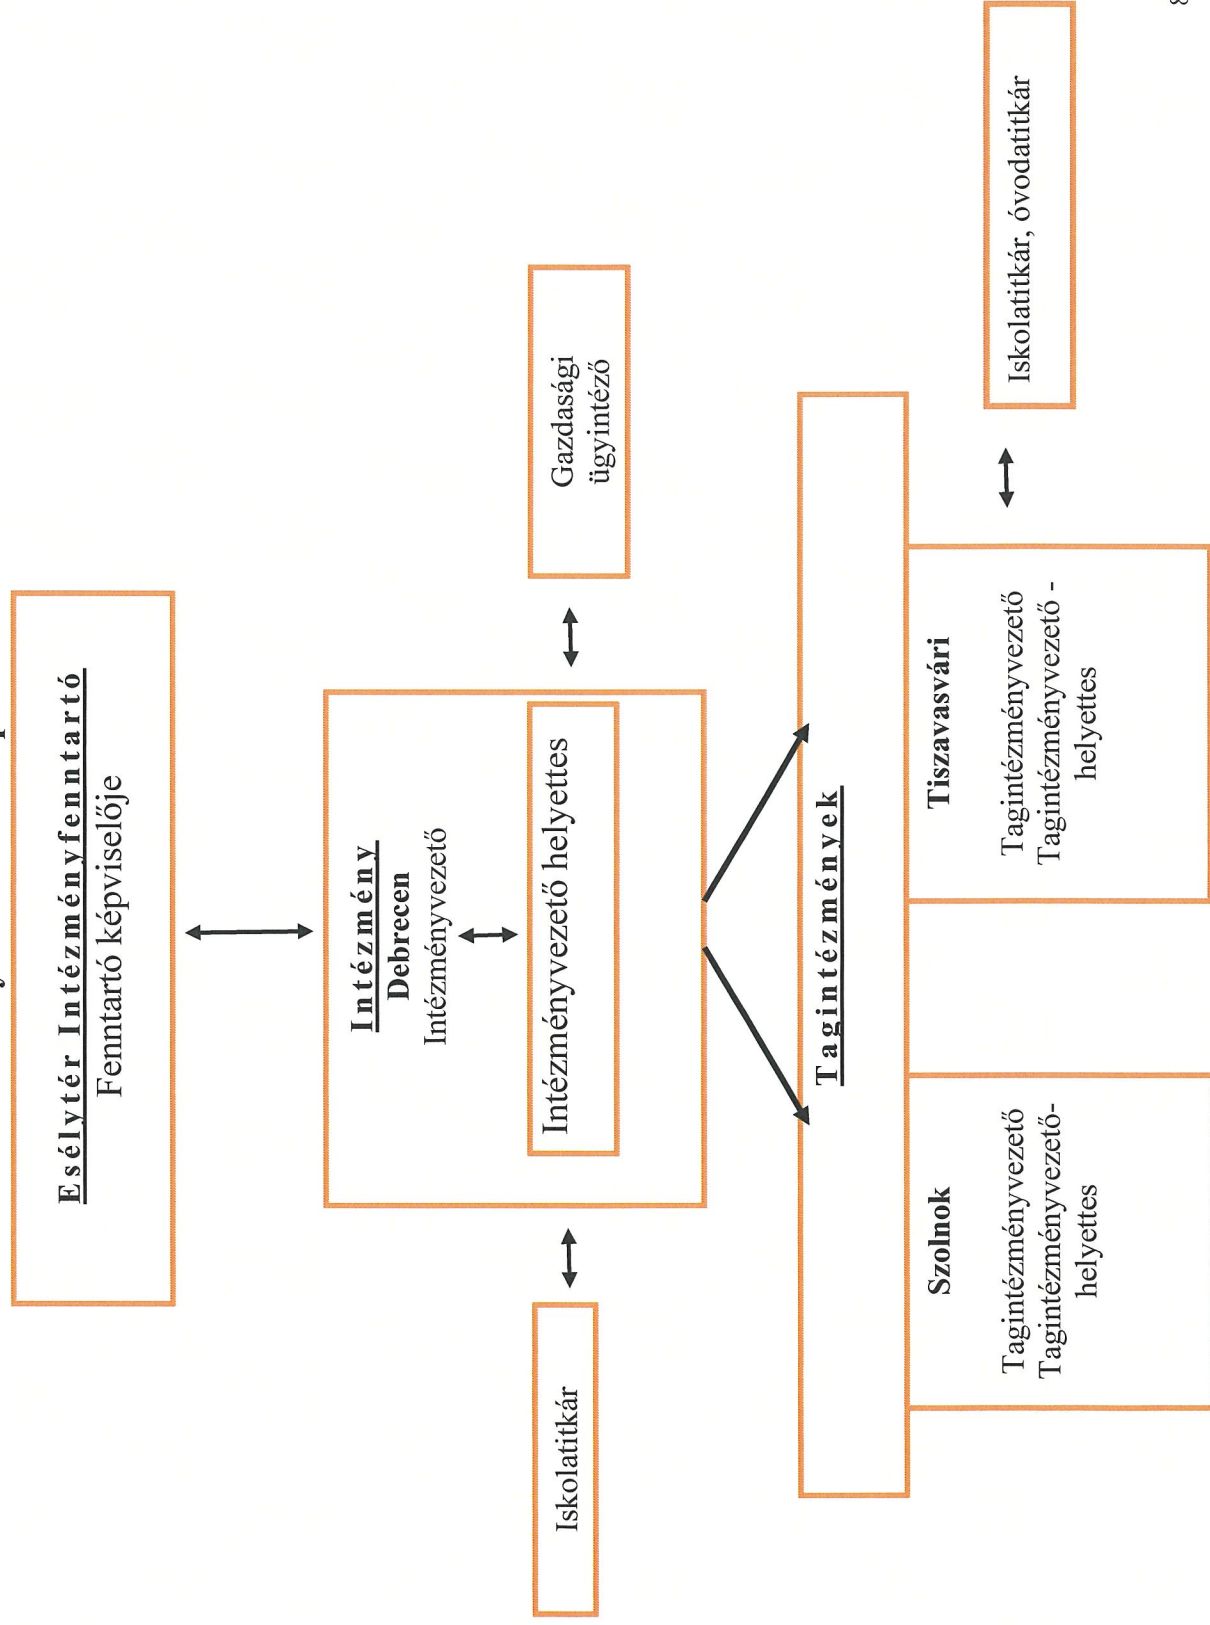 Esélytér Intézményfenntartó
Fenntartó képviselője
Intézmény
Debrecen
Intézményvezető
Intézményvezető helyettes
Iskolatitkár
Gazdasági
ügyintéző
Tagintézmények
Szolnok
Tagintézményvezető
Tagintézményvezető-
helyettes
Tiszavasvári
Tagintézményvezető
Tagintézményvezető -
helyettes
Iskolatitkár, óvodatitkár